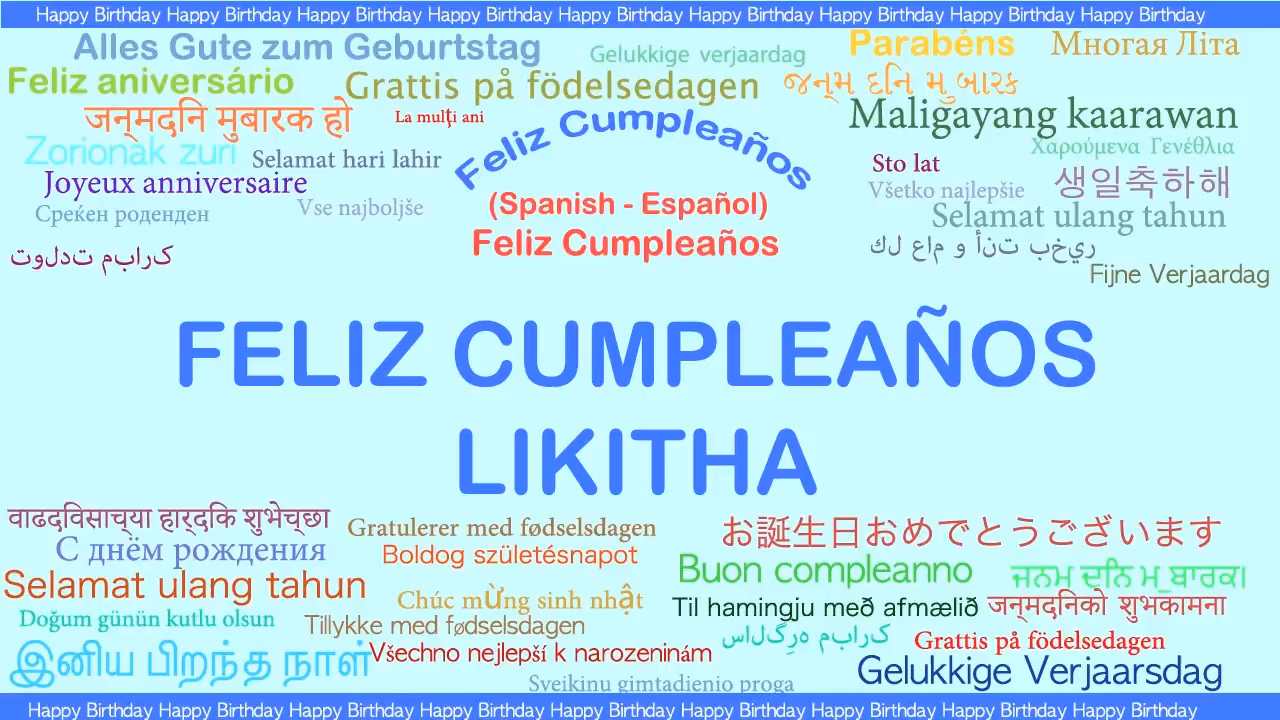 Happy Birthday Happy Birthday Happy Birthday Happy Birthday Happy Birthday Happy Birthday Happy Birthday Happy Birthday Happy Birthday
Alles Gute zum Geburtstag
Gelukkige verjaardag
Parabéns
Многая Літа
Feliz aniversário
Grattis på födelsedagen
જન્મ દિન મુબારક
जन्मदिन मुबारक हो
La mulţi ani
Feliz Cumpleaños
Maligayang kaarawan
Zorionak zuri
Selamat hari lahir
Sto lat
Χαρούμενα Γενέθλια
Joyeux anniversaire
(Spanish - Español)
Všetko najlepšie
생일축하해
Среќен роденден
Vse najboljše
Feliz Cumpleaños
Selamat ulang tahun
تولدت مبارک
كل عام و أنت بخير
Fijne Verjaardag
FELIZ CUMPLEAÑOS
LIKITHA
वाढदिवसाच्या हार्दिक शुभेच्छा
Gratulerer med fødselsdagen
お誕生日おめでとうございます
С днём рождения
Boldog születésnapot
Buon compleanno
ਜਨਮ ਦਿਨ ਮੁਬਾਰਕ।
Selamat ulang tahun
Chúc mừng sinh nhật
Til hamingju með afmælið
जन्मदिनको शुभकामना
Doğum günün kutlu olsun
Tillykke med fødselsdagen
سالگرہ مبارک
Grattis på födelsedagen
இனிய பிறந்த நாள்
Všechno nejlepší k narozeninám
Gelukkige Verjaarsdag
Sveikinu gimtadienio proga
Happy Birthday Happy Birthday Happy Birthday Happy Birthday Happy Birthday Happy Birthday Happy Birthday Happy Birthday Happy Birthday